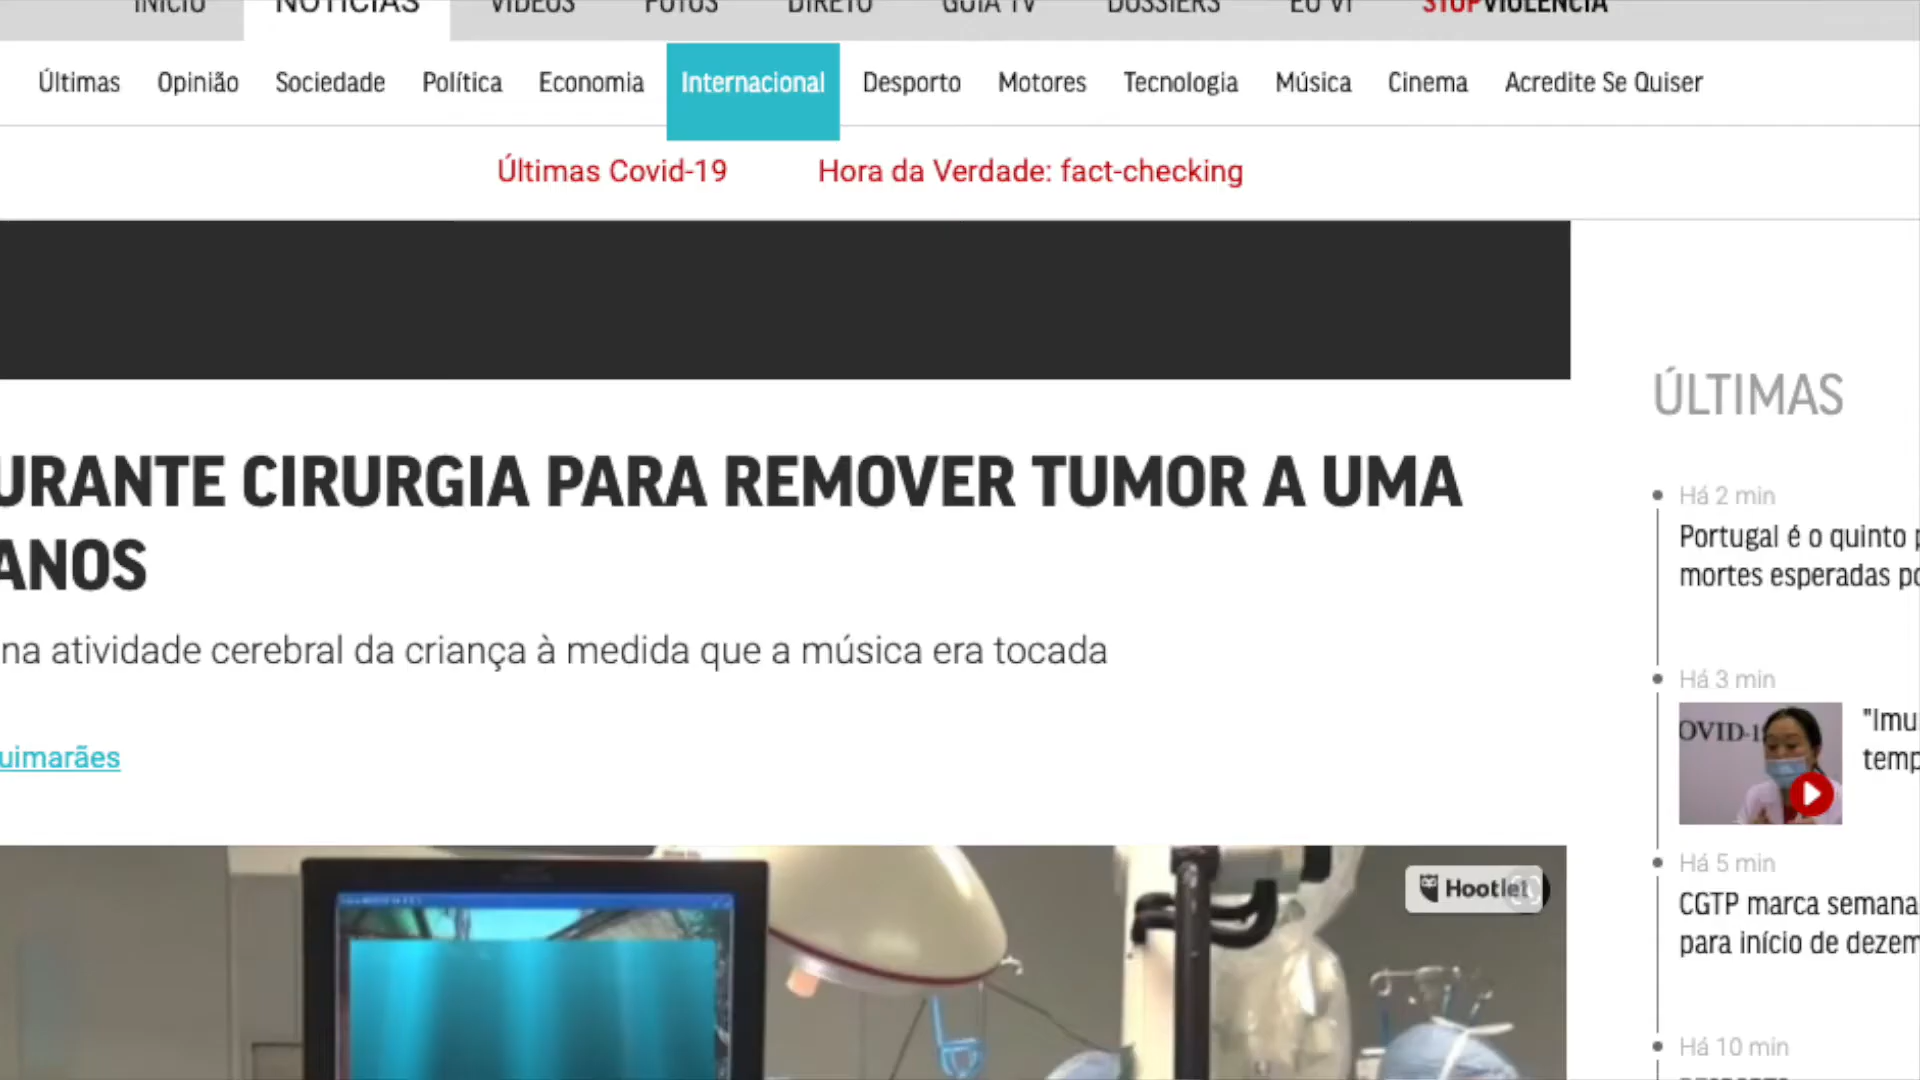 INÍCIO NOTÍCIAS VÍDEOS FOTOS DIRETO GUIA TV DOSSIERS EU VI STOPVIOLÊNCIA
Últimas Opinião Sociedade Política Economia Internacional Desporto Motores Tecnologia Música Cinema Acredite Se Quiser
Últimas Covid-19 Hora da Verdade: fact-checking
URANTE CIRURGIA PARA REMOVER TUMOR A UMA
ANOS
na atividade cerebral da criança à medida que a música era tocada
uimarães
Hootlet
ÚLTIMAS
Há 2 min
Portugal é o quinto p
mortes esperadas po
Há 3 min
OVID-1
"Imu
temp
Há 5 min
CGTP marca semana
para início de dezem
Há 10 min